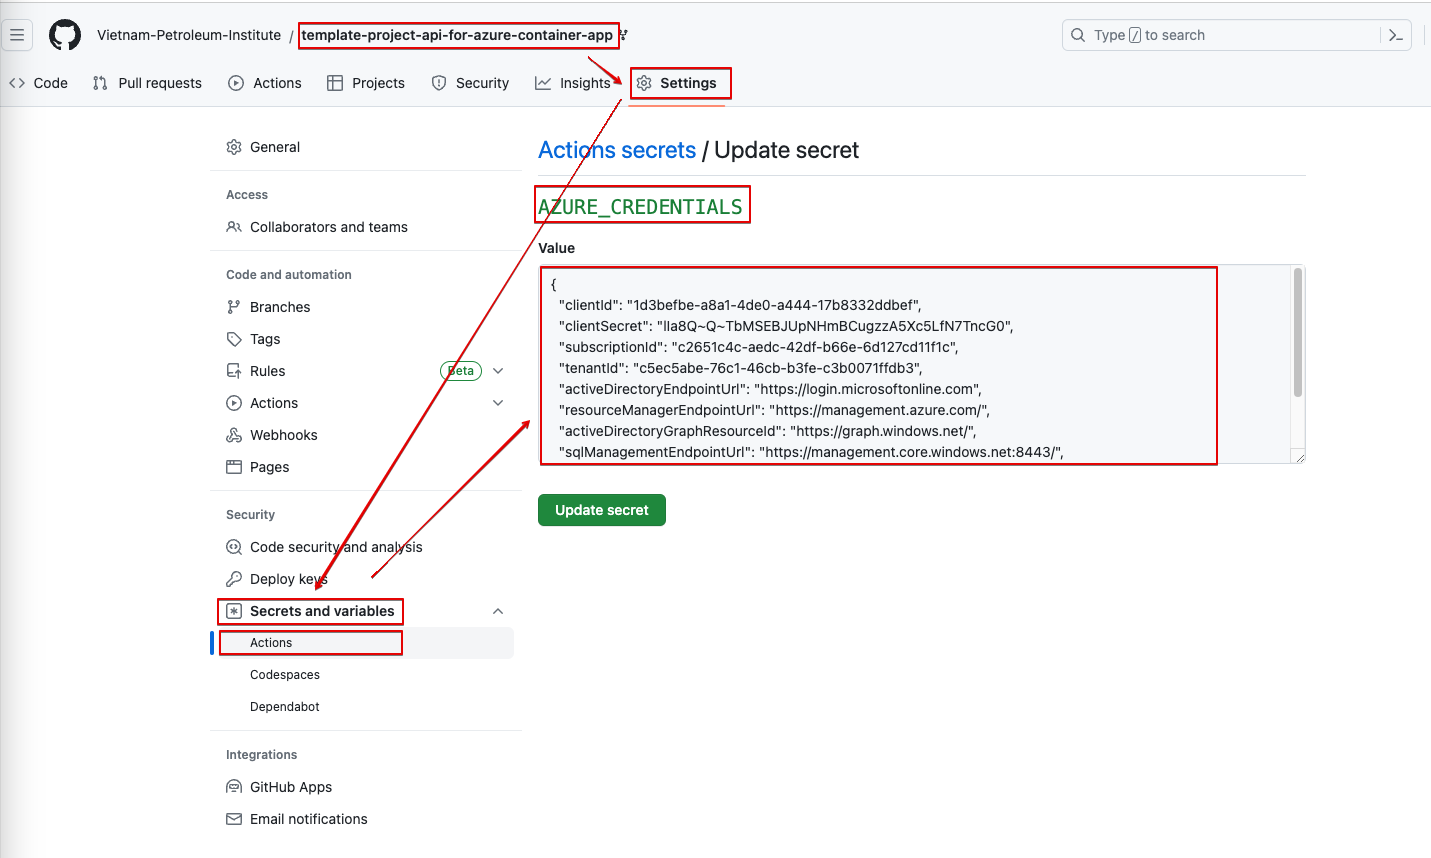 Vietnam-Petroleum-Institute / template-project-api-for-azure-container-app
Type / to search
Code Pull requests Actions Projects Security Insights Settings
General
Access
Collaborators and teams
Code and automation
Branches
Tags
Rules Beta
Actions
Webhooks
Pages
Security
Code security and analysis
Deploy keys
Secrets and variables
Actions
Codespaces
Dependabot
Integrations
GitHub Apps
Email notifications
Actions secrets / Update secret
AZURE_CREDENTIALS
Value
{
"clientId": "1d3befbe-a8a1-4de0-a444-17b8332ddbef",
"clientSecret":
"subscriptionId": "c2651c4c-aedc-42df-b66e-6d127cd11f1c",
"tenantId": "c5ec5abe-76c1-46cb-b3fe-c3b0071ffdb3",
"activeDirectoryEndpointUrl": "https://login.microsoftonline.com",
"resourceManagerEndpointUrl": "https://management.azure.com/",
"activeDirectoryGraphResourceId": "https://graph.windows.net/",
"sqlManagementEndpointUrl": "https://management.core.windows.net:8443/",
Update secret